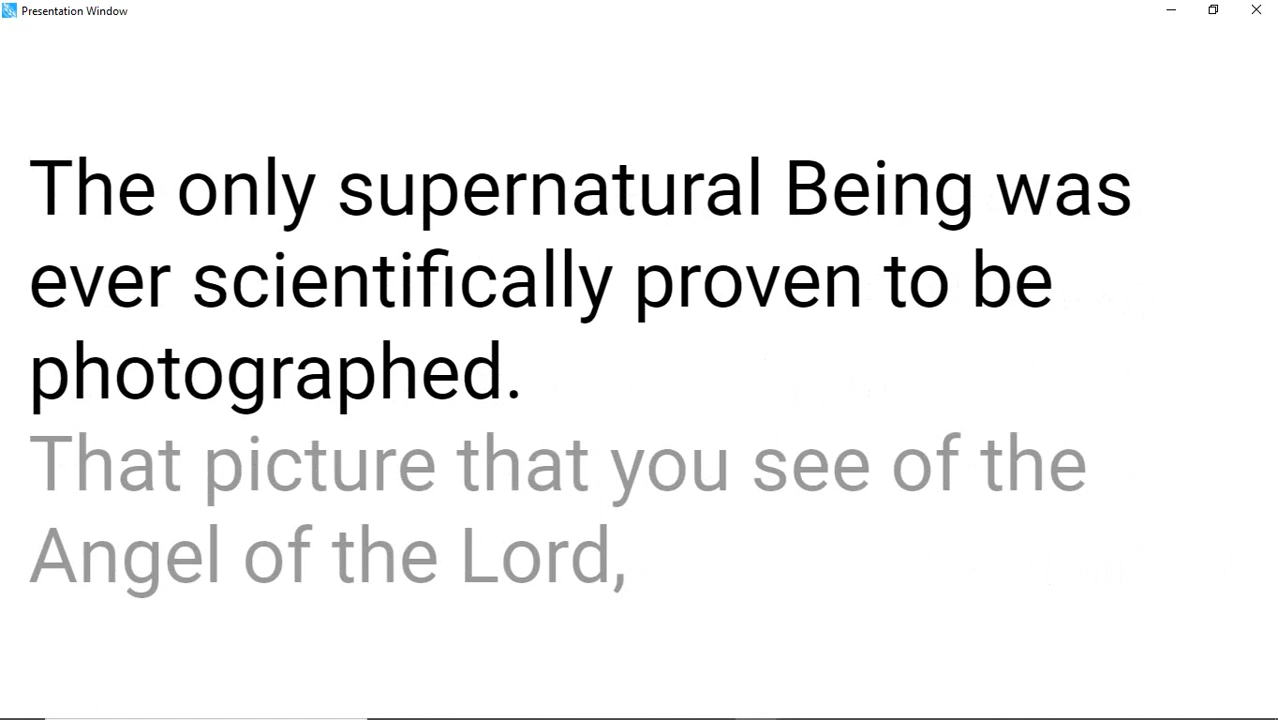 Presentation Window
The only supernatural Being was
ever scientifically proven to be
photographed.
That picture that you see of the
Angel of the Lord,